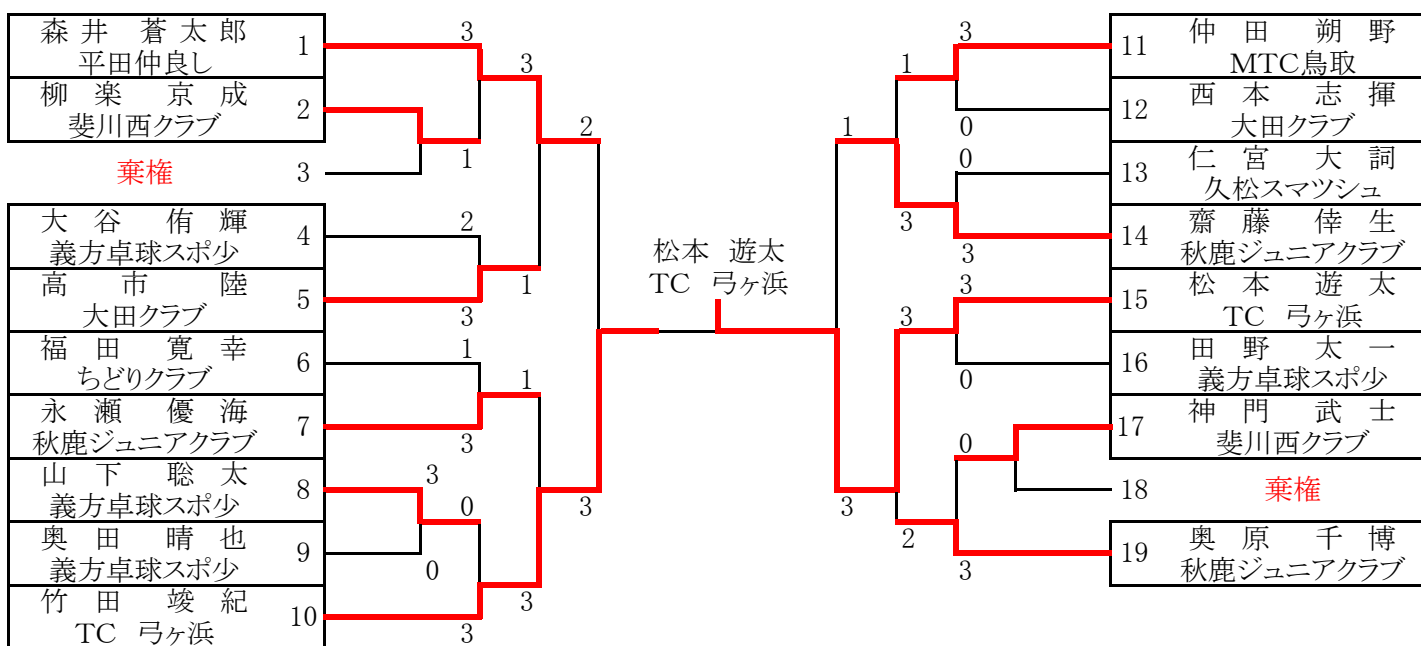 森井 蒼太郎
平田仲良し
1
柳楽 京成
斐川西クラブ
2
棄権
3
大谷 侑輝
義方卓球スポ少
4
高市 陸
大田クラブ
5
福田 寛幸
ちどりクラブ
6
永瀬 優海
秋鹿ジュニアクラブ
7
山下 聡太
義方卓球スポ少
8
奥田 晴也
義方卓球スポ少
9
竹田 竣紀
TC 弓ヶ浜
10
3
1
2
3
1
3
3
0
0
3
3
1
1
3
2
3
松本 遊太
TC 弓ヶ浜
1
3
1
3
3
2
3
0
0
3
3
0
0
3
11
仲田 朔野
MTC鳥取
12
西本 志揮
大田クラブ
13
仁宮 大詞
久松スマツシュ
14
齋藤 倖生
秋鹿ジュニアクラブ
15
松本 遊太
TC 弓ヶ浜
16
田野 太一
義方卓球スポ少
17
神門 武士
斐川西クラブ
18
棄権
19
奥原 千博
秋鹿ジュニアクラブ